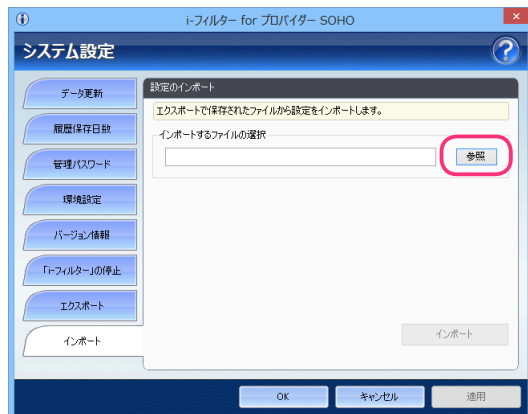 i-フィルター for プロバイダー SOHO
システム設定
?
データ更新
履歴保存日数
管理パスワード
環境設定
バージョン情報
「i-フィルター」の停止
エクスポート
インポート
設定のインポート
エクスポートで保存されたファイルから設定をインポートします。
インポートするファイルの選択
参照
インポート
OK
キャンセル
適用